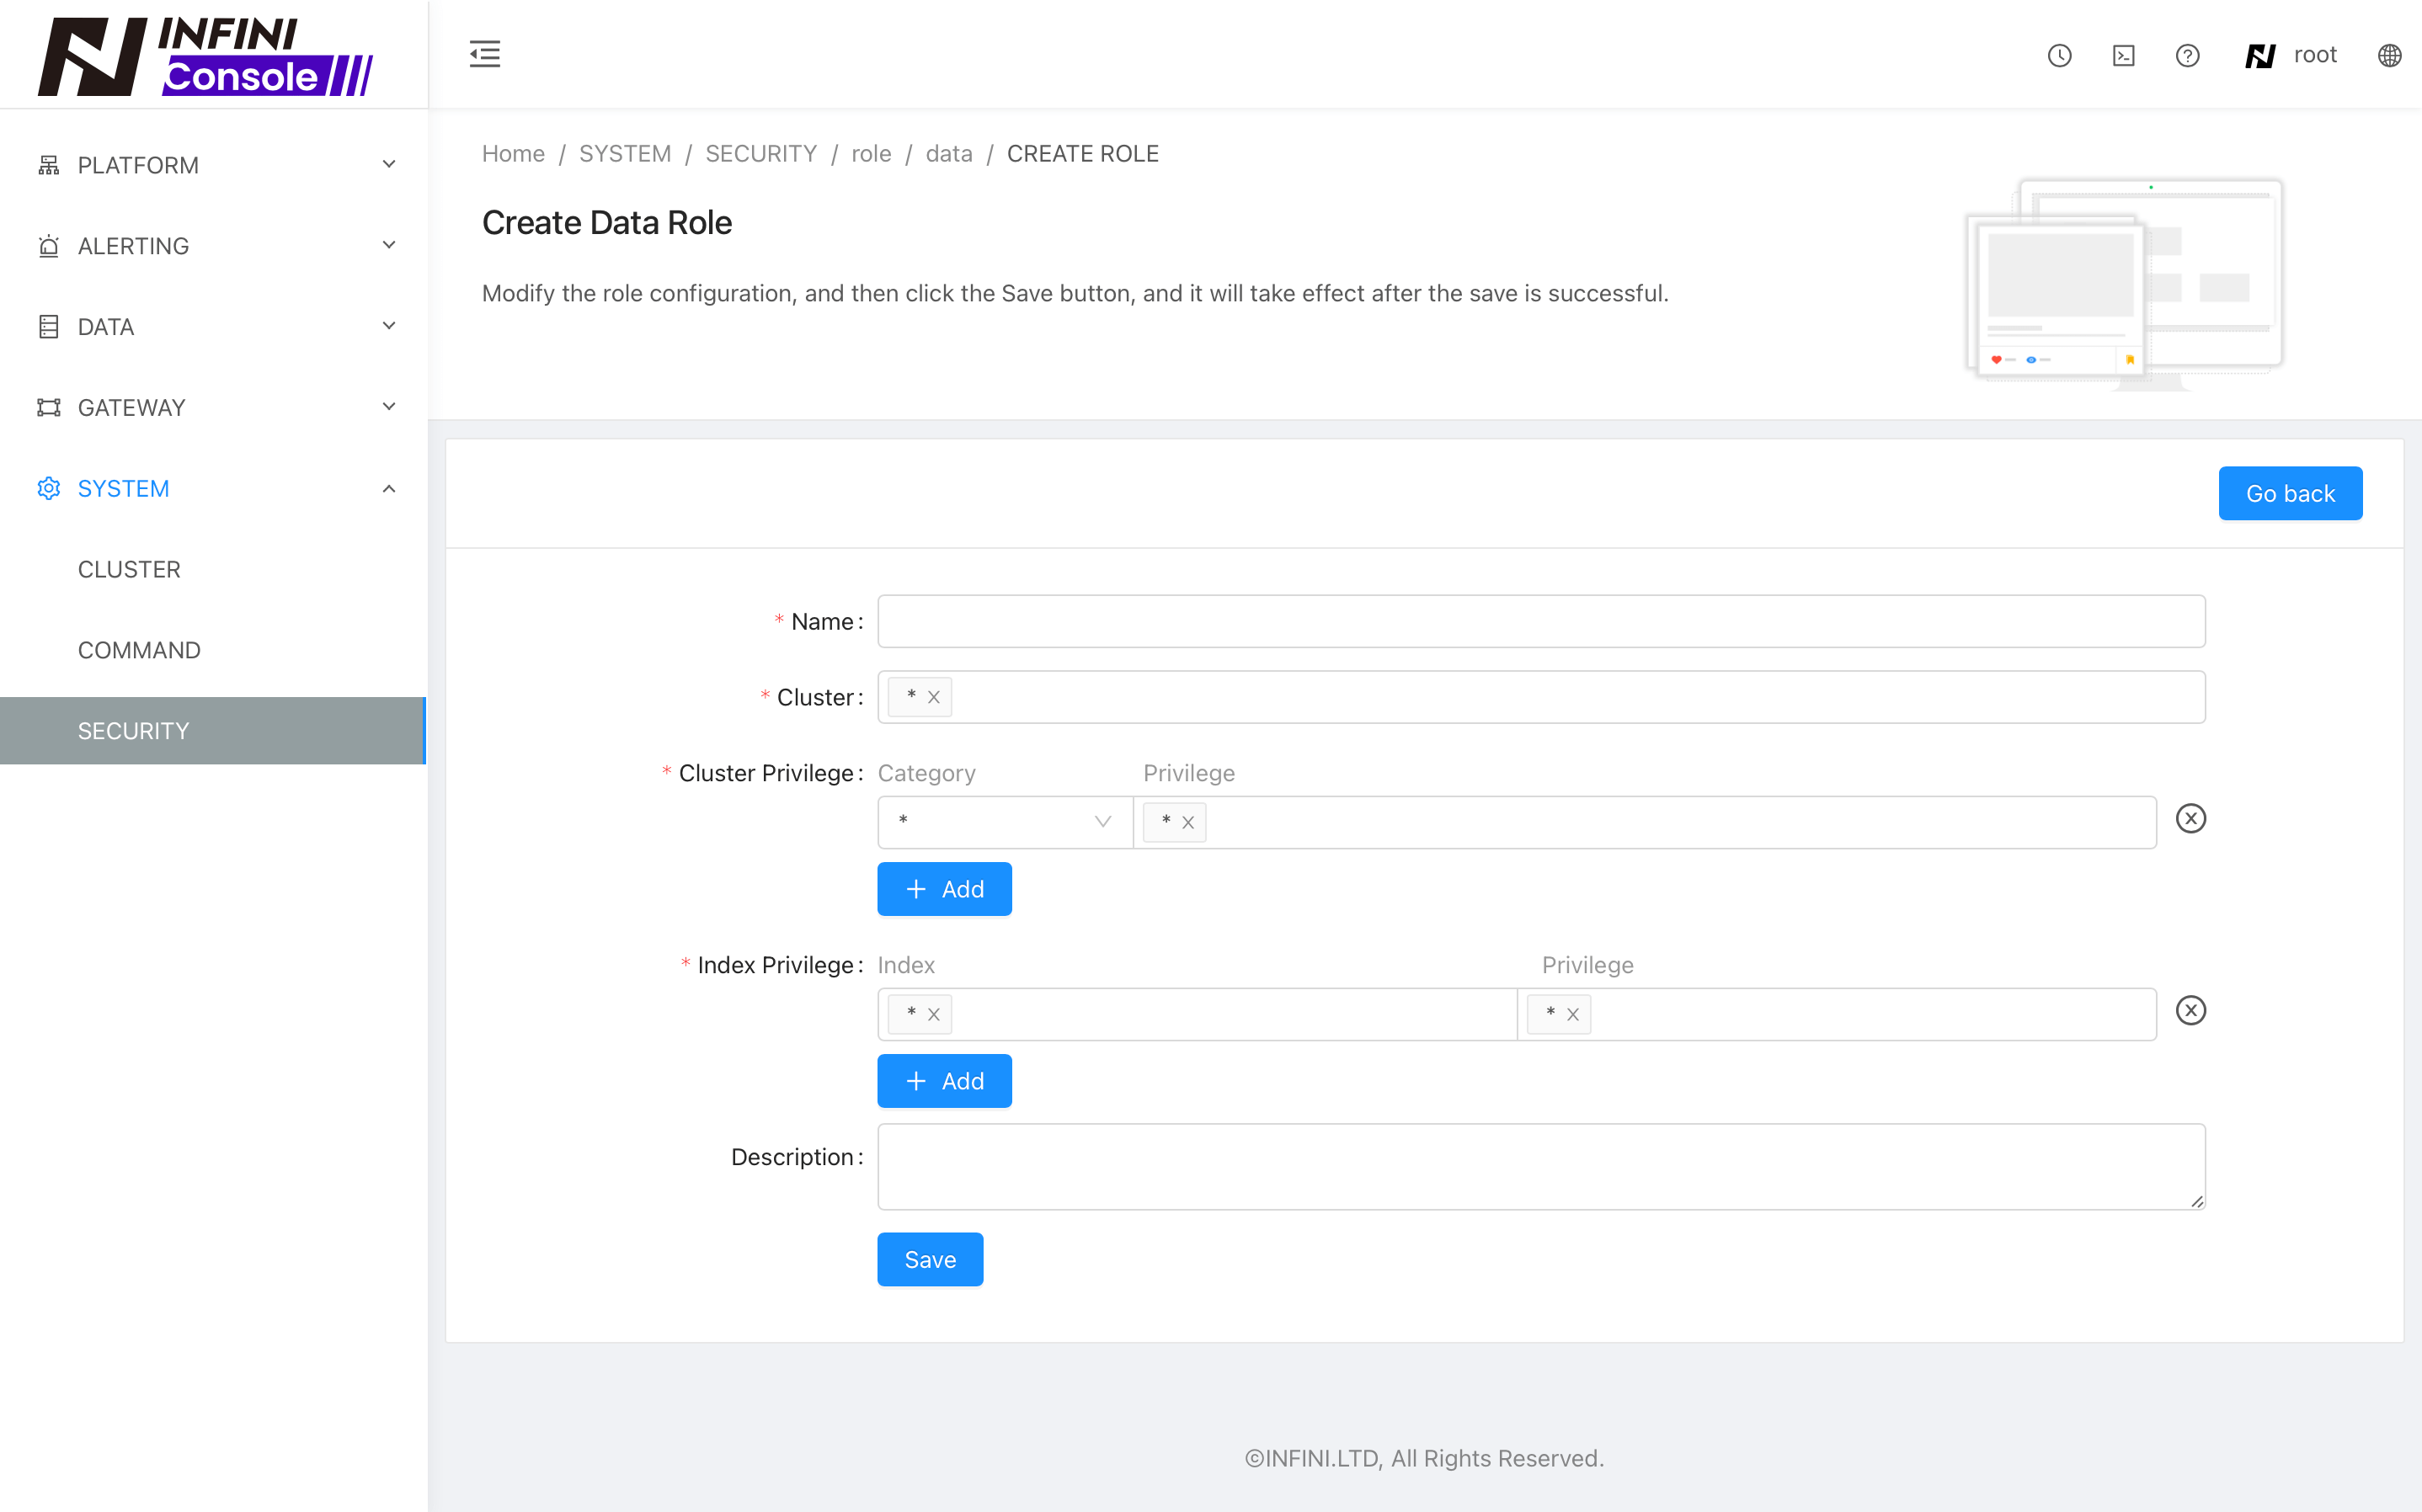 INFINI
Console
root
PLATFORM
ALERTING
DATA
GATEWAY
SYSTEM
CLUSTER
COMMAND
SECURITY
Home / SYSTEM / SECURITY / role / data / CREATE ROLE
Create Data Role
Modify the role configuration, and then click the Save button, and it will take effect after the save is successful.
Go back
* Name:
* Cluster: *
* Cluster Privilege: Category Privilege
* *
Add
* Index Privilege: Index Privilege
* *
Add
Description:
Save
©INFINI.LTD, All Rights Reserved.